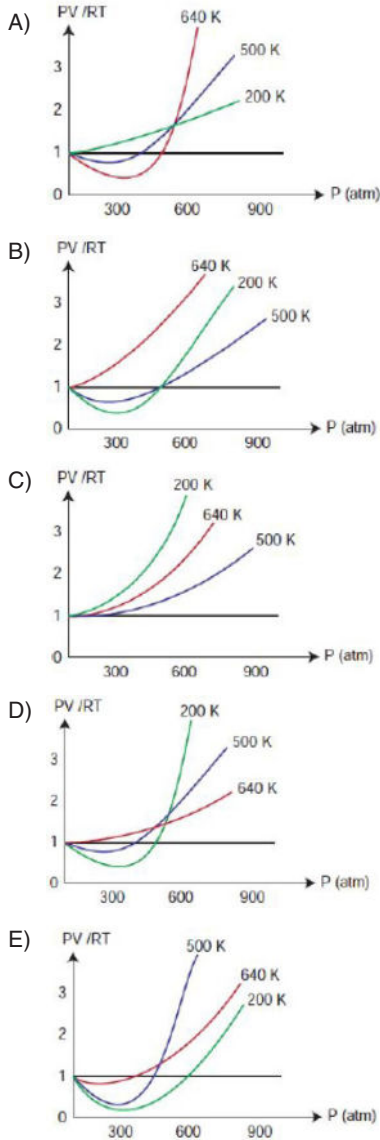 A)
PV /RT
640 K
500 K
200 K
3
2
1
0
300 600 900
P (atm)
B)
PV /RT
640 K
200 K
500 K
3
2
1
0
300 600 900
P (atm)
C)
PV /RT
200 K
640 K
500 K
3
2
1
0
300 600 900
P (atm)
D)
PV /RT
200 K
500 K
640 K
3
2
1
0
300 600 900
P (atm)
E)
PV /RT
500 K
640 K
200 K
3
2
1
0
300 600 900
P (atm)